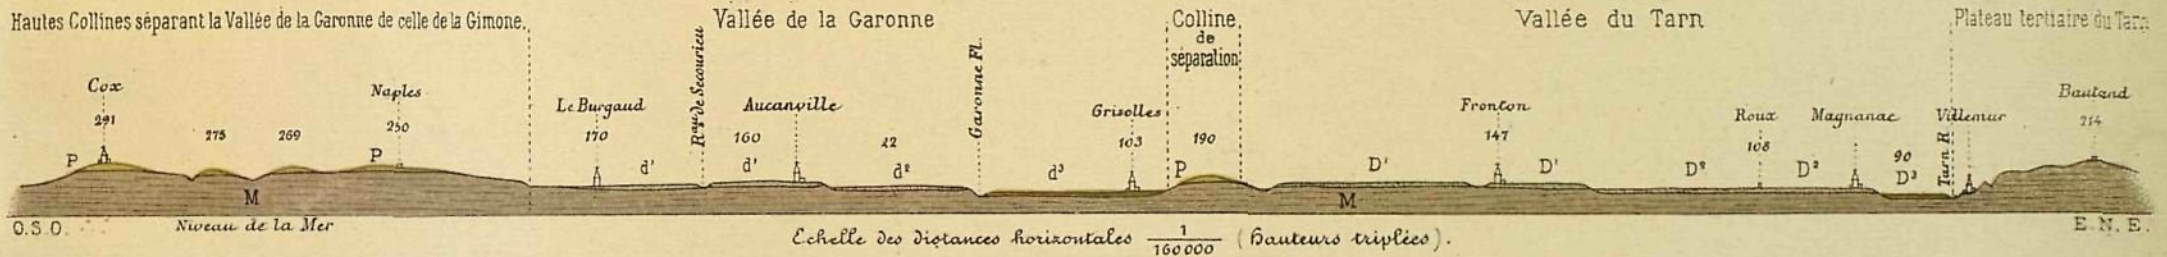 Hautes Collines séparant la Vallée de la Garonne de celle de la Gimone.
Vallée de la Garonne
Colline
de
séparation
Vallée du Tarn
Plateau tertiaire du Tarn
Cox
291
275
269
Naples
250
Le Burgaud
170
Rau de Secourieu
Aucanville
160
22
Garonne Fl.
Grisolles
103
190
Fronton
147
Roux
108
Magnanac
90
Tarn R.
Villemur
Bautand
214
P
P
d'
d'
d²
d³
P
D'
D'
D²
D²
D³
M
M
O.S.O.
Niveau de la Mer
Echelle des distances horizontales 1/160000 (Hauteurs triplées).
E.N.E.